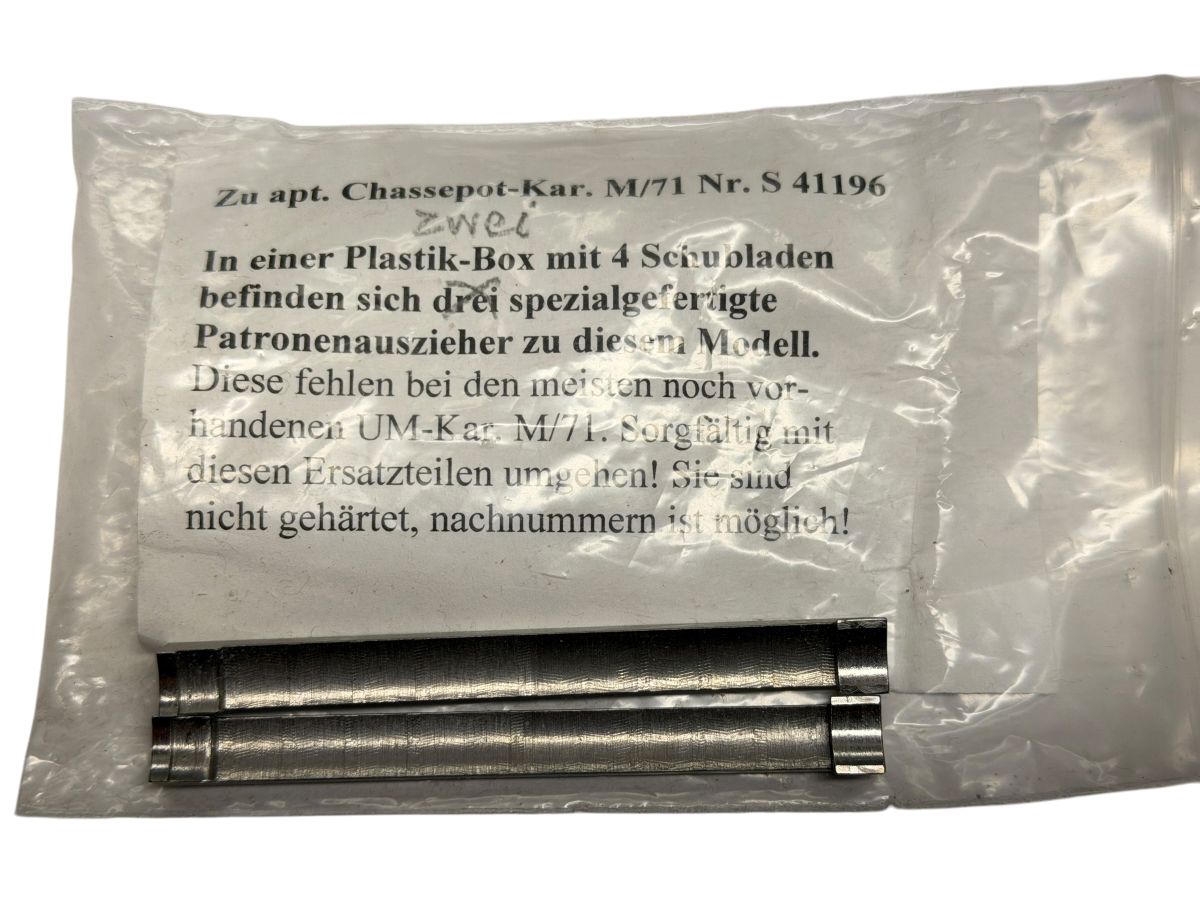 Zu apt. Chassepot-Kar. M/71 Nr. S 41196
zwei
In einer Plastik-Box mit 4 Schubladen
befinden sich drei spezialgefertigte
Patronenauszieher zu diesem Modell.
Diese fehlen bei den meisten noch vor-
handenen UM-Kar. M/71. Sorgfältig mit
diesen Ersatzteilen umgehen! Sie sind
nicht gehärtet, nachnummern ist möglich!